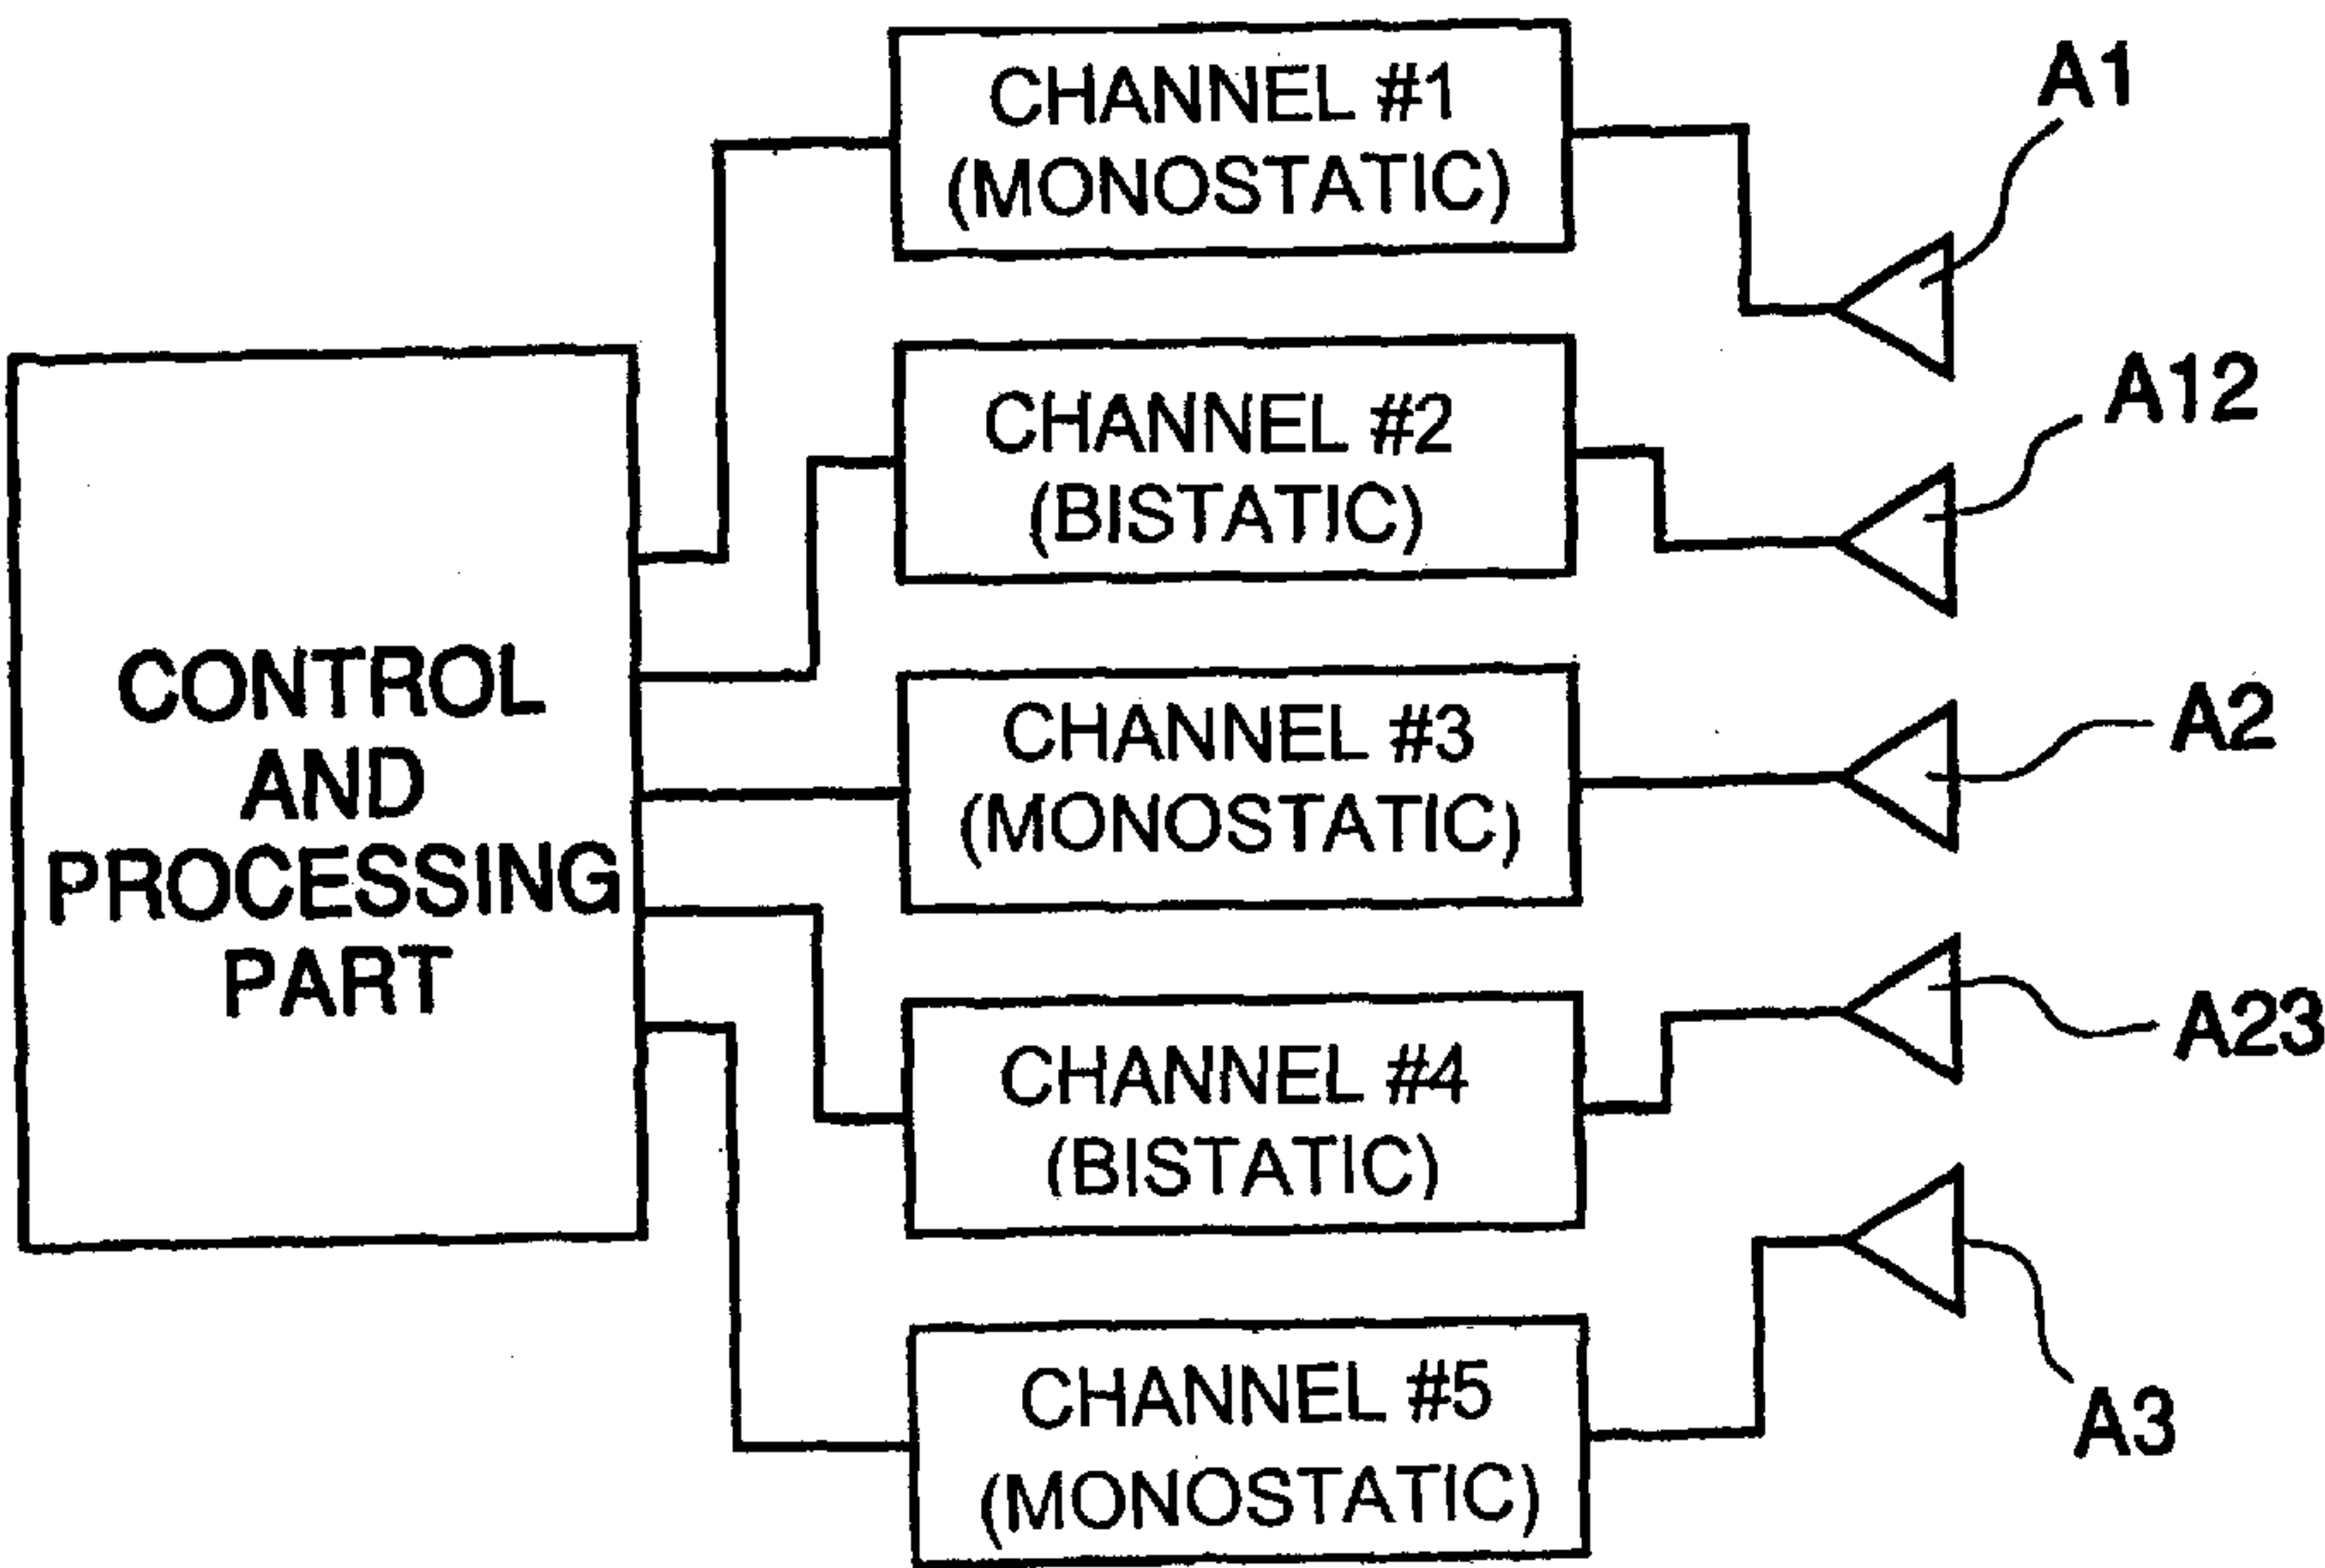 CONTROL
AND
PROCESSING
PART
CHANNEL #1
(MONOSTATIC)
CHANNEL #2
(BISTATIC)
CHANNEL #3
(MONOSTATIC)
CHANNEL #4
(BISTATIC)
CHANNEL #5
(MONOSTATIC)
A1
A12
A2
A23
A3